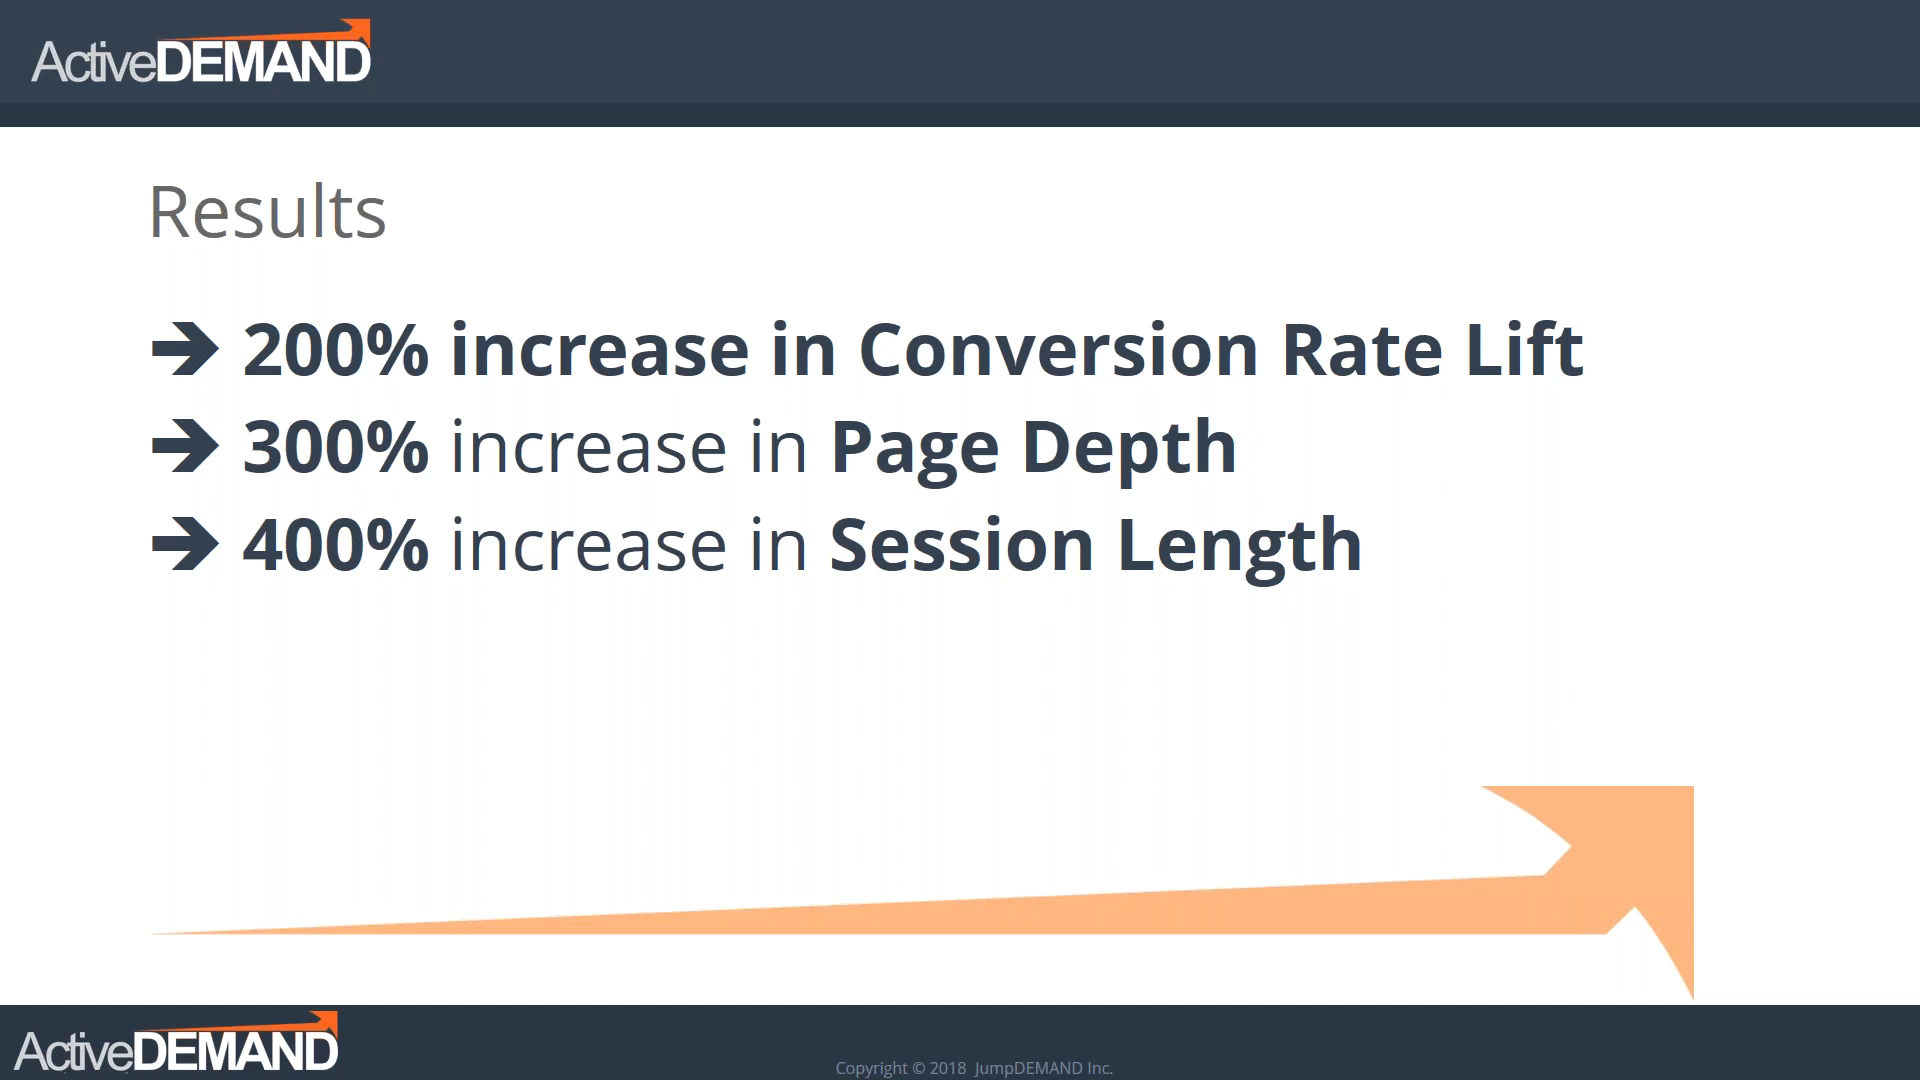 ActiveDEMAND
Results
➔ 200% increase in Conversion Rate Lift
➔ 300% increase in Page Depth
➔ 400% increase in Session Length
ActiveDEMAND
Copyright © 2018 JumpDEMAND Inc.